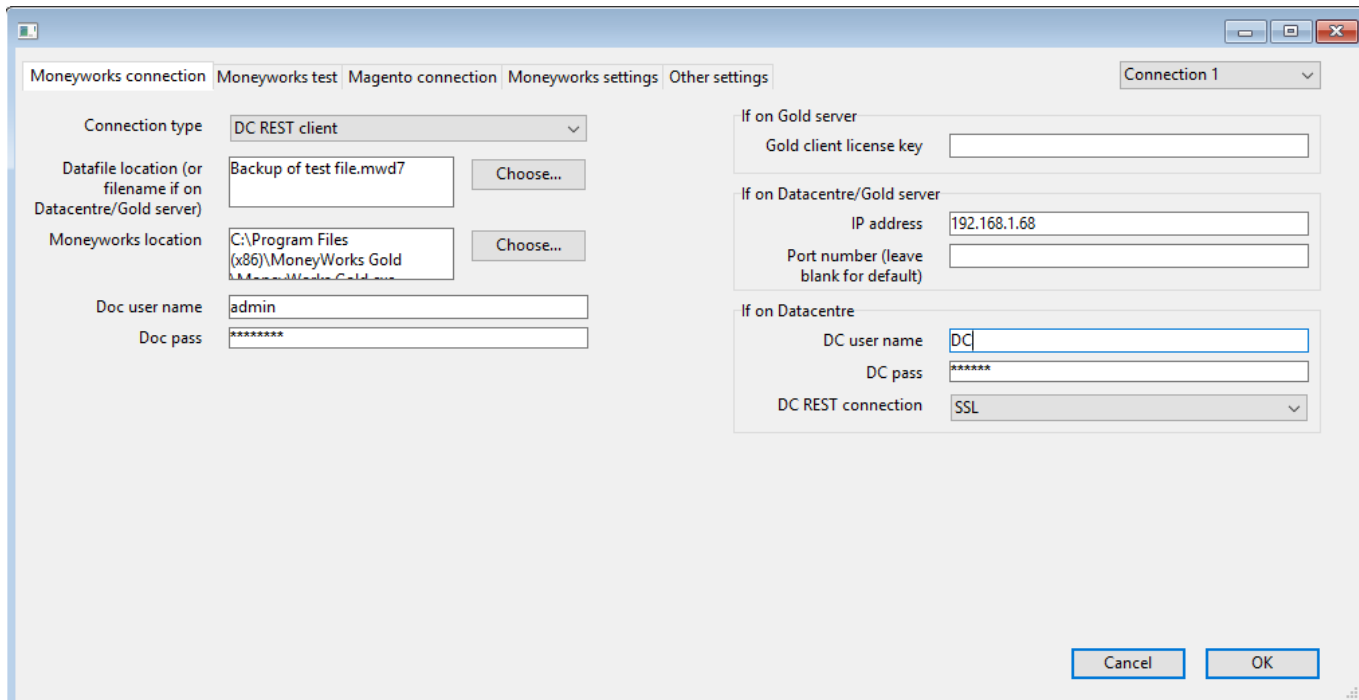 Moneyworks connection Moneyworks test Magento connection Moneyworks settings Other settings
Connection 1
Connection type
DC REST client
Datafile location (or
filename if on
Datacentre/Gold server)
Backup of test file.mwd7
Choose...
Moneyworks location
C:\Program Files
(x86)\MoneyWorks Gold
\MoneyWorks Gold.exe
Choose...
Doc user name
admin
Doc pass
********
If on Gold server
Gold client license key
If on Datacentre/Gold server
IP address
192.168.1.68
Port number (leave
blank for default)
If on Datacentre
DC user name
DC
DC pass
******
DC REST connection
SSL
Cancel
OK